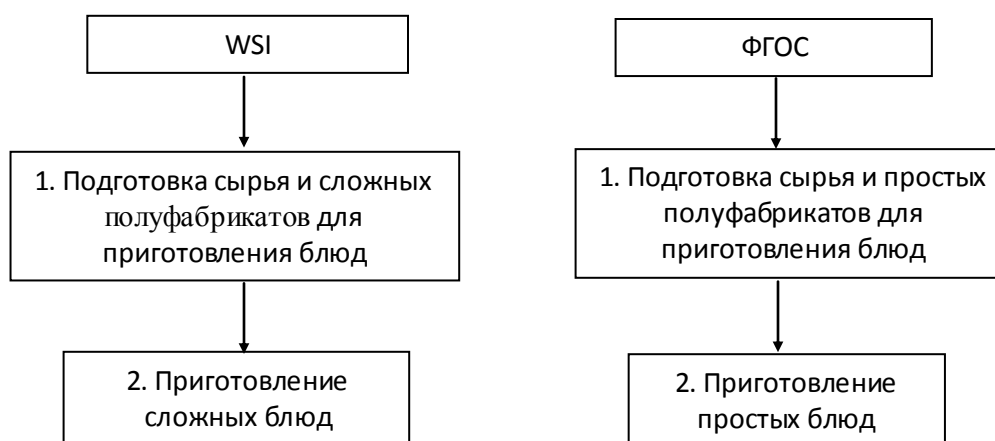 WSI
1. Подготовка сырья и сложных
полуфабрикатов для
приготовления блюд
2. Приготовление
сложных блюд
ФГОС
1. Подготовка сырья и простых
полуфабрикатов для
приготовления блюд
2. Приготовление
простых блюд